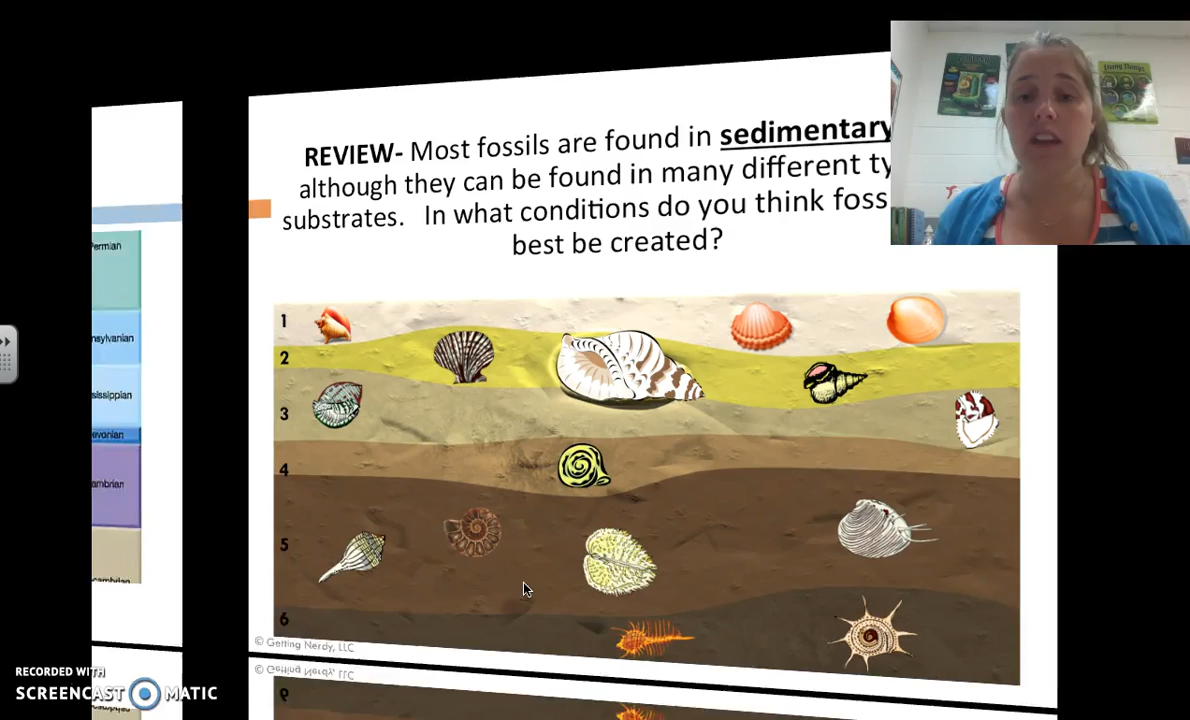 REVIEW- Most fossils are found in sedimentary
although they can be found in many different ty
substrates. In what conditions do you think foss
best be created?
1
2
3
4
5
6
© Getting Nerdy, LLC
Permian
nsylvanian
sissippian
evonian
ambrian
RECORDED WITH
SCREENCAST MATIC